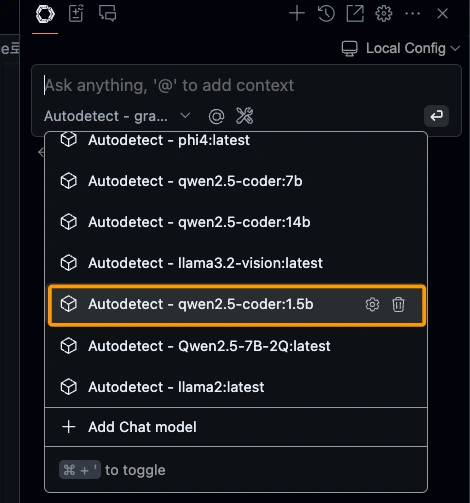 e로
Local Config
Ask anything, '@' to add context
Autodetect - gra...
Autodetect - phi4:latest
Autodetect - qwen2.5-coder:7b
Autodetect - qwen2.5-coder:14b
Autodetect - llama3.2-vision:latest
Autodetect - qwen2.5-coder:1.5b
Autodetect - Qwen2.5-7B-2Q:latest
Autodetect - llama2:latest
+ Add Chat model
⌘ + ' to toggle